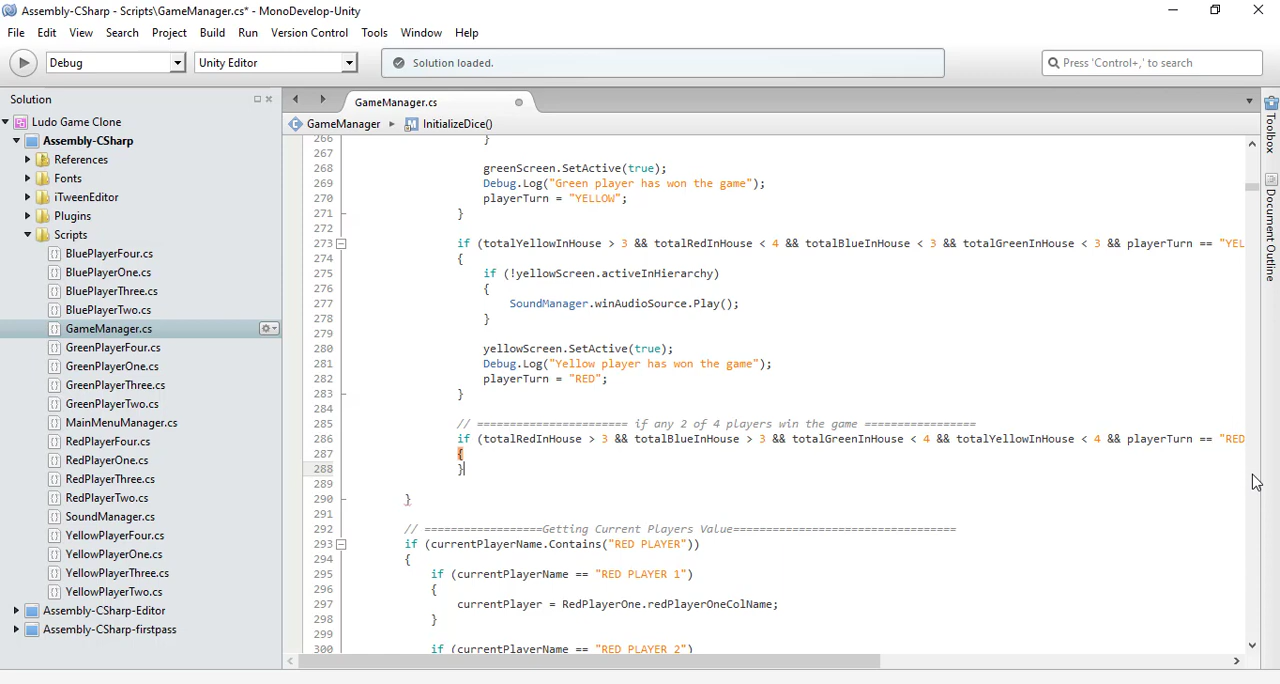 Assembly-CSharp - Scripts\GameManager.cs* - MonoDevelop-Unity
File Edit View Search Project Build Run Version Control Tools Window Help
Debug Unity Editor Solution loaded. Press 'Control+,' to search
Solution
GameManager.cs
GameManager ▸ InitializeDice()
Toolbox
Document Outline
Ludo Game Clone
Assembly-CSharp
References
Fonts
iTweenEditor
Plugins
Scripts
BluePlayerFour.cs
BluePlayerOne.cs
BluePlayerThree.cs
BluePlayerTwo.cs
GameManager.cs
GreenPlayerFour.cs
GreenPlayerOne.cs
GreenPlayerThree.cs
GreenPlayerTwo.cs
MainMenuManager.cs
RedPlayerFour.cs
RedPlayerOne.cs
RedPlayerThree.cs
RedPlayerTwo.cs
SoundManager.cs
YellowPlayerFour.cs
YellowPlayerOne.cs
YellowPlayerThree.cs
YellowPlayerTwo.cs
Assembly-CSharp-Editor
Assembly-CSharp-firstpass
266 }
267
268 greenScreen.SetActive(true);
269 Debug.Log("Green player has won the game");
270 playerTurn = "YELLOW";
271 }
272
273 if (totalYellowInHouse > 3 && totalRedInHouse < 4 && totalBlueInHouse < 3 && totalGreenInHouse < 3 && playerTurn == "YEL
274 {
275 if (!yellowScreen.activeInHierarchy)
276 {
277 SoundManager.winAudioSource.Play();
278 }
279
280 yellowScreen.SetActive(true);
281 Debug.Log("Yellow player has won the game");
282 playerTurn = "RED";
283 }
284
285 // ======================= if any 2 of 4 players win the game =================
286 if (totalRedInHouse > 3 && totalBlueInHouse > 3 && totalGreenInHouse < 4 && totalYellowInHouse < 4 && playerTurn == "RED
287 {
288 }
289
290 }
291
292 // ==================Getting Current Players Value==================================
293 if (currentPlayerName.Contains("RED PLAYER"))
294 {
295 if (currentPlayerName == "RED PLAYER 1")
296 {
297 currentPlayer = RedPlayerOne.redPlayerOneColName;
298 }
299
300 if (currentPlayerName == "RED PLAYER 2")